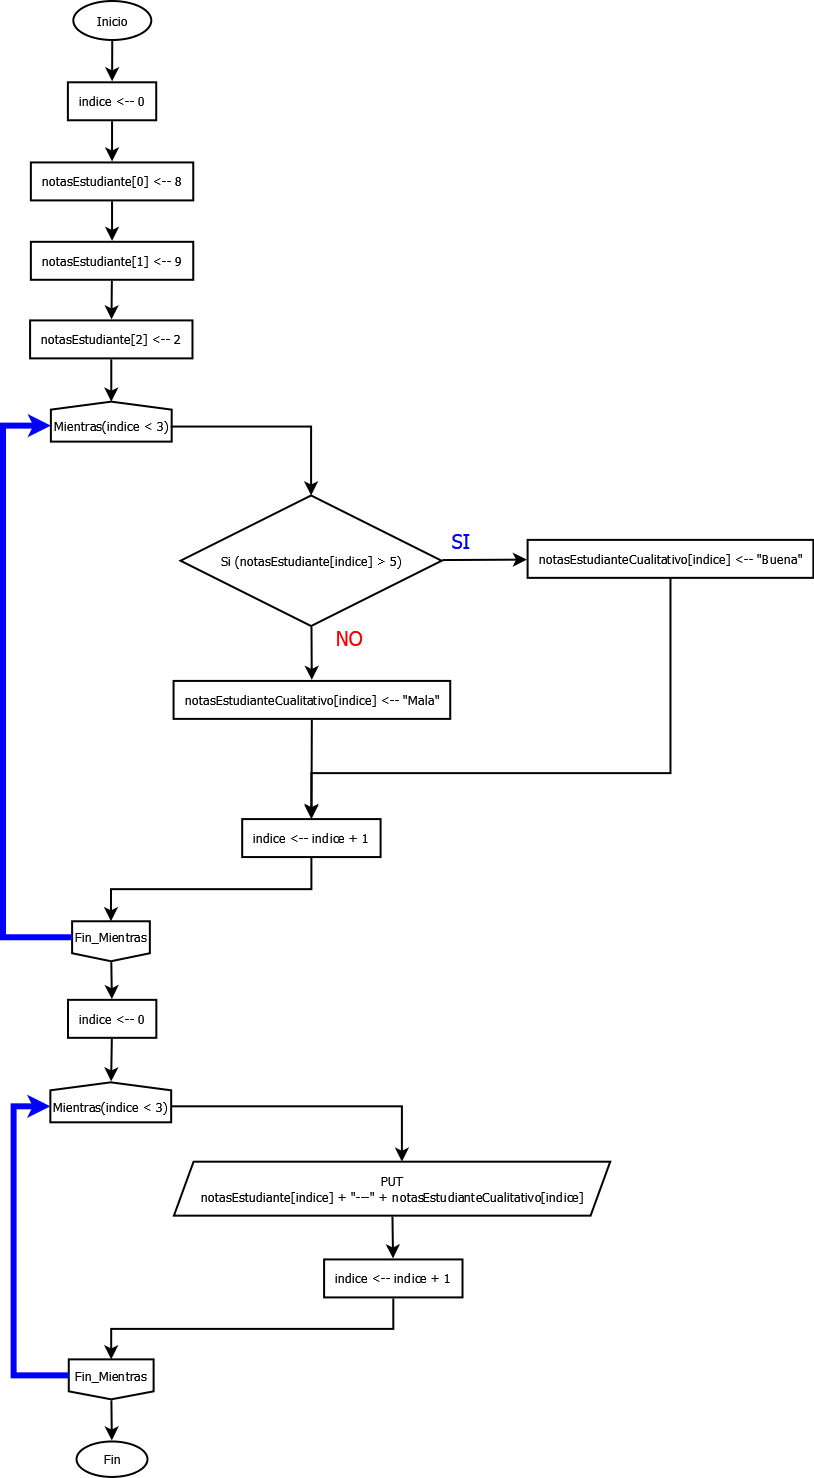 Inicio
indice <-- 0
notasEstudiante[0] <-- 8
notasEstudiante[1] <-- 9
notasEstudiante[2] <-- 2
Mientras(indice < 3)
Si (notasEstudiante[indice] > 5)
SI
notasEstudianteCualitativo[indice] <-- "Buena"
NO
notasEstudianteCualitativo[indice] <-- "Mala"
indice <-- indice + 1
Fin_Mientras
indice <-- 0
Mientras(indice < 3)
PUT
notasEstudiante[indice] + "---" + notasEstudianteCualitativo[indice]
indice <-- indice + 1
Fin_Mientras
Fin